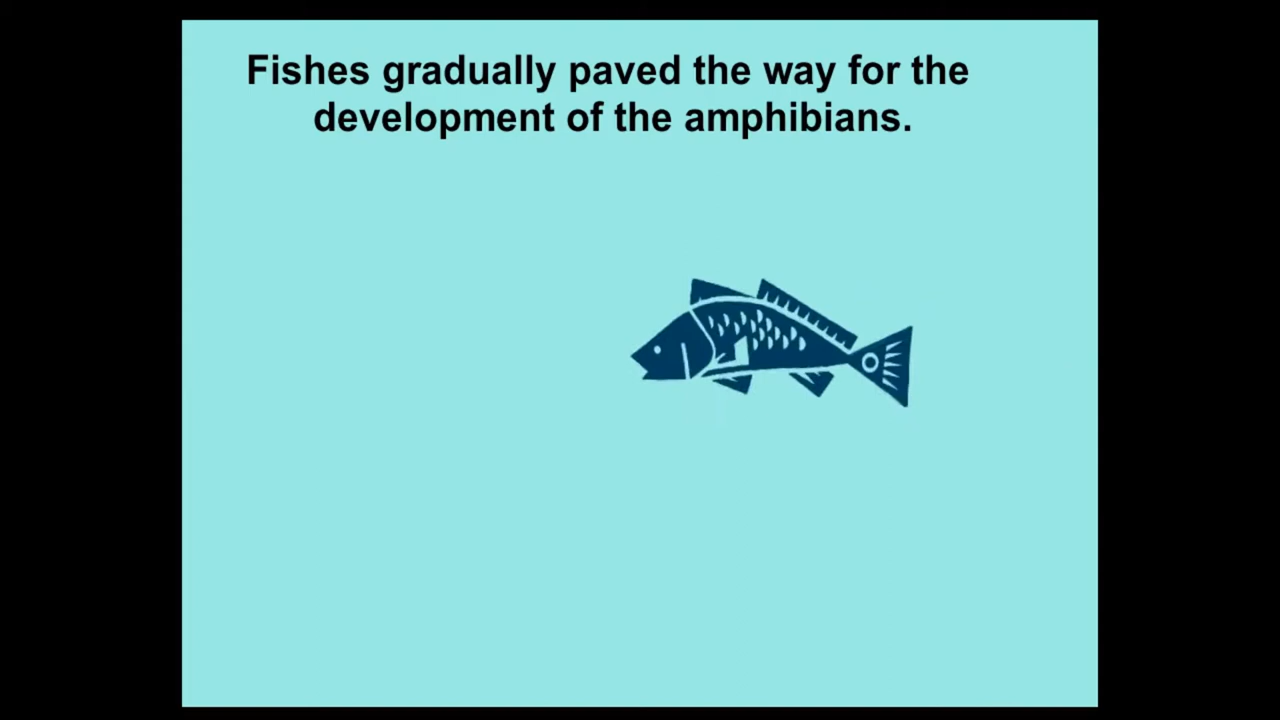 Fishes gradually paved the way for the
development of the amphibians.